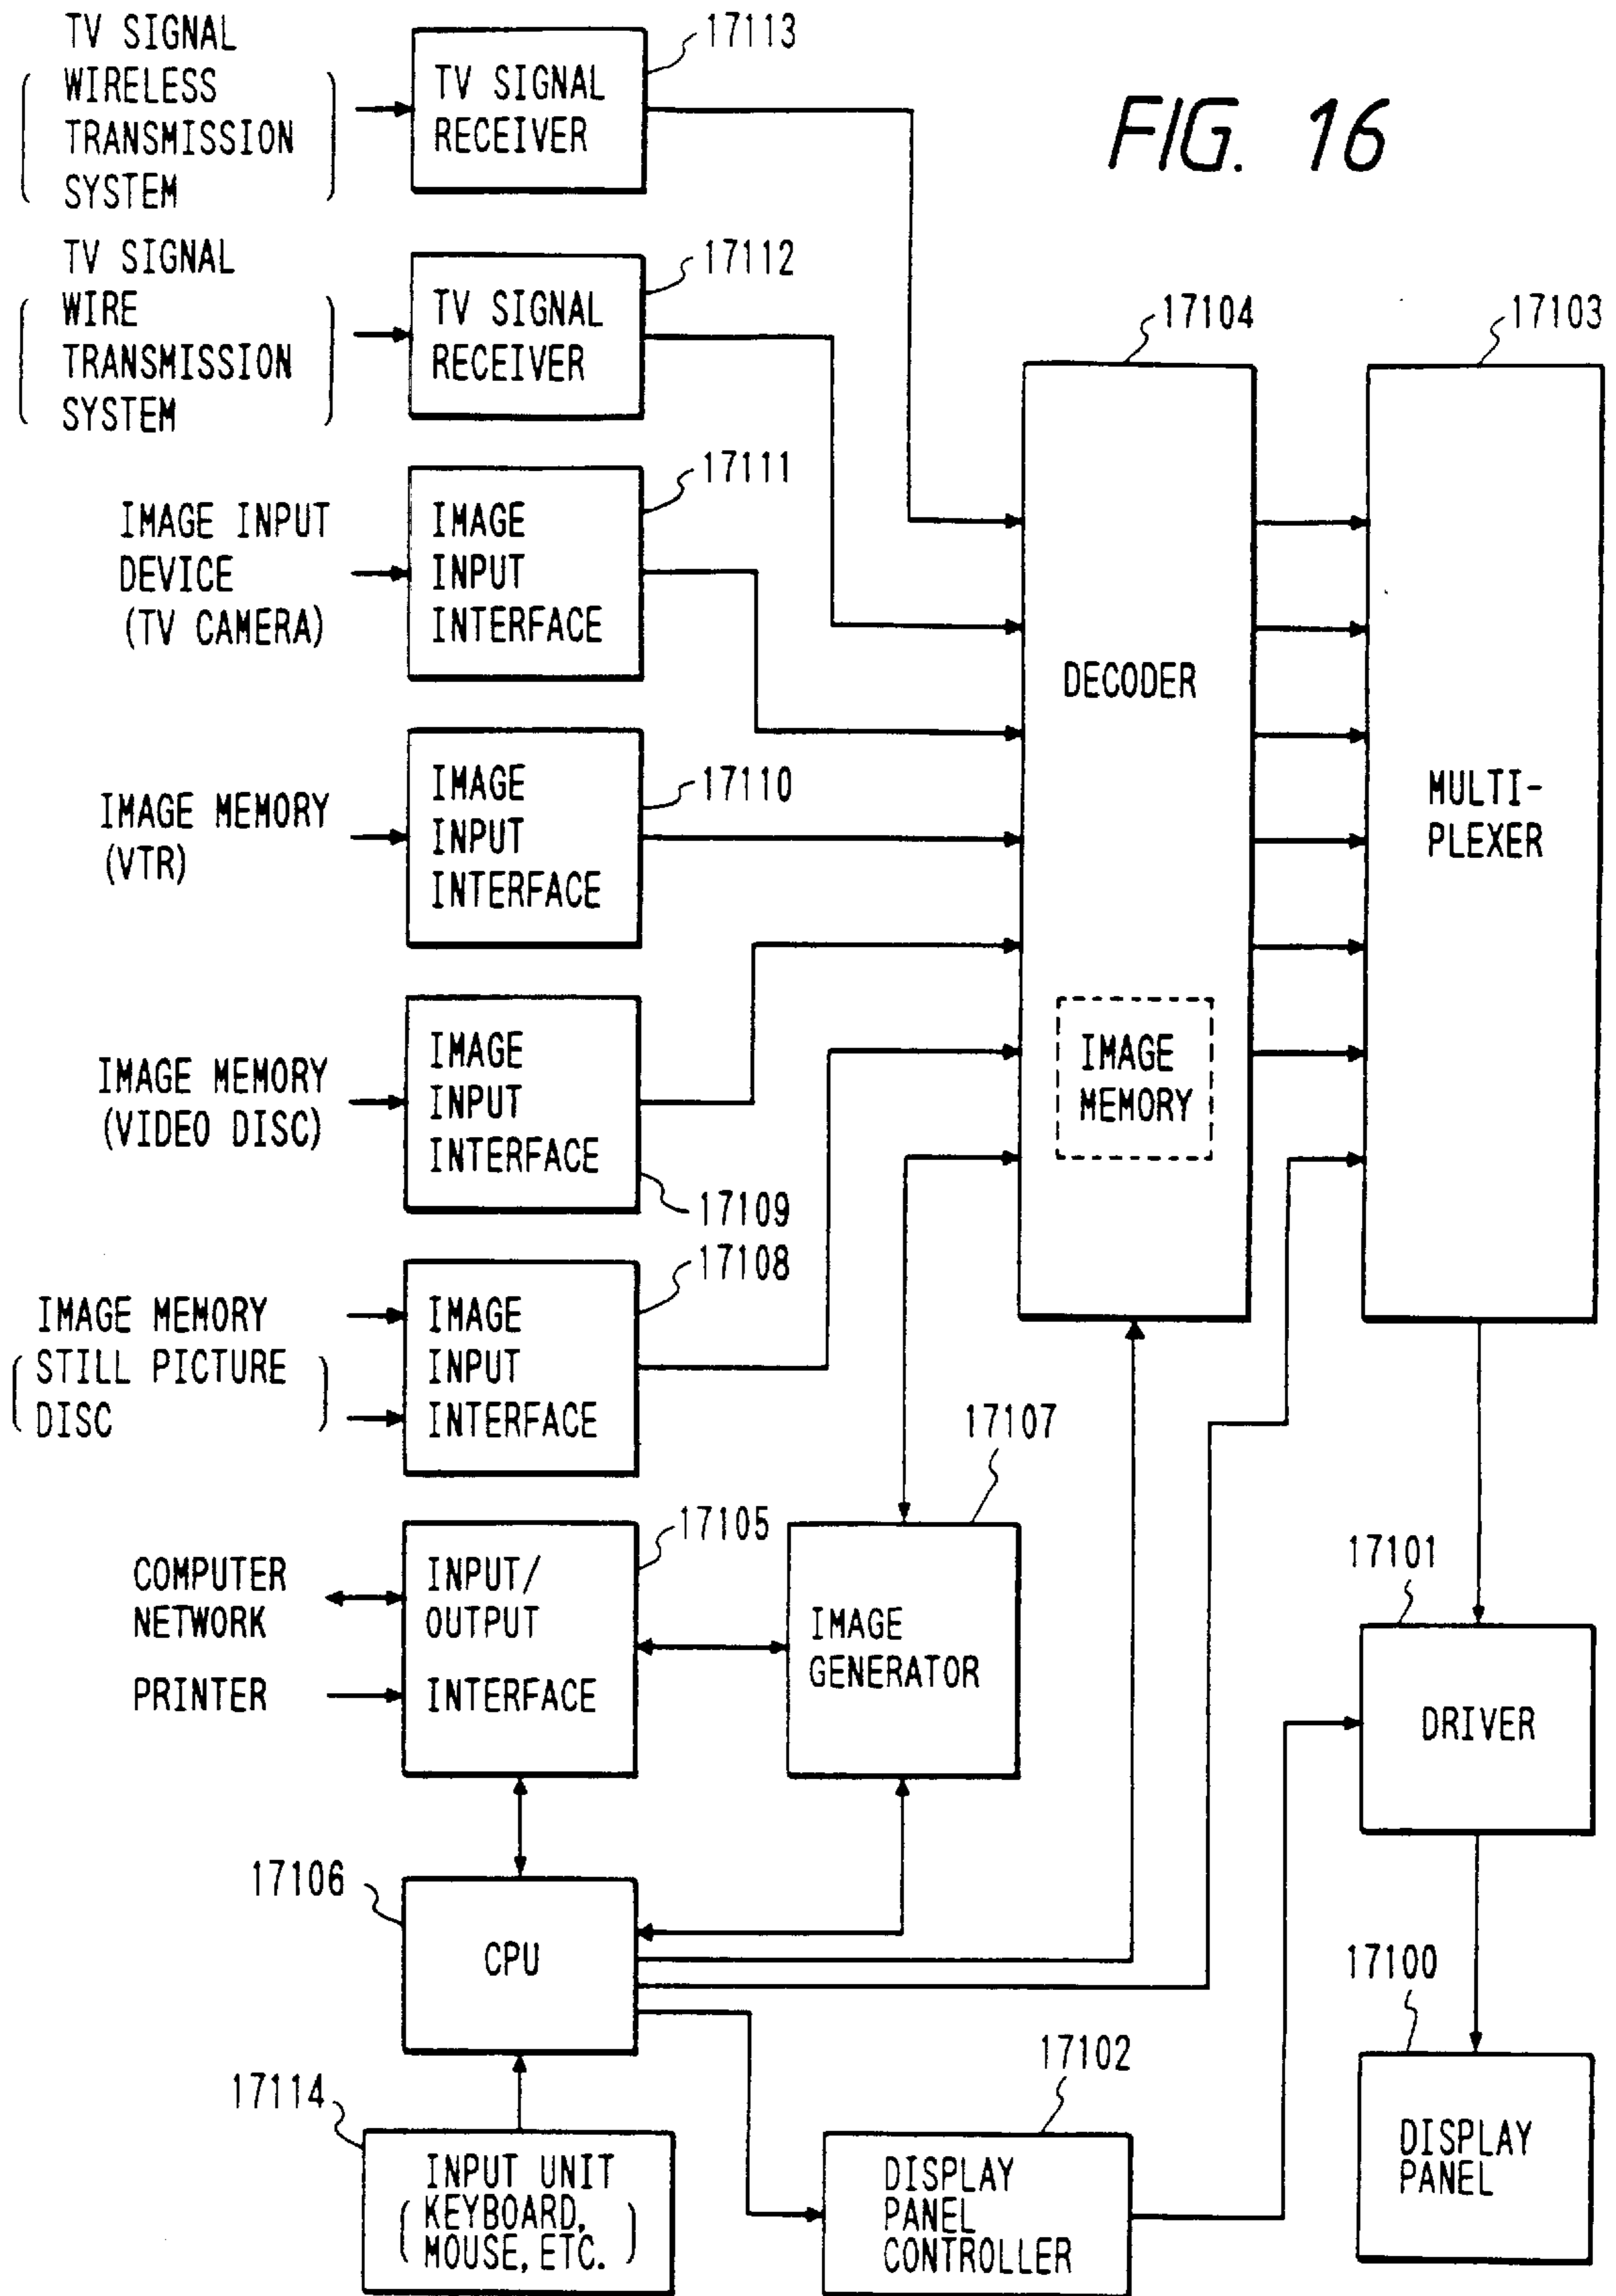 FIG. 16
TV SIGNAL
WIRELESS
TRANSMISSION
SYSTEM
TV SIGNAL
RECEIVER
17113
TV SIGNAL
WIRE
TRANSMISSION
SYSTEM
TV SIGNAL
RECEIVER
17112
IMAGE INPUT
DEVICE
(TV CAMERA)
IMAGE
INPUT
INTERFACE
17111
IMAGE MEMORY
(VTR)
IMAGE
INPUT
INTERFACE
17110
IMAGE MEMORY
(VIDEO DISC)
IMAGE
INPUT
INTERFACE
17109
IMAGE MEMORY
(STILL PICTURE
DISC)
IMAGE
INPUT
INTERFACE
17108
17104
DECODER
IMAGE
MEMORY
17103
MULTI-
PLEXER
COMPUTER
NETWORK
PRINTER
INPUT/
OUTPUT
INTERFACE
17105
17107
IMAGE
GENERATOR
17101
DRIVER
17106
CPU
17100
DISPLAY
PANEL
17114
INPUT UNIT
(KEYBOARD,
MOUSE, ETC.)
17102
DISPLAY
PANEL
CONTROLLER